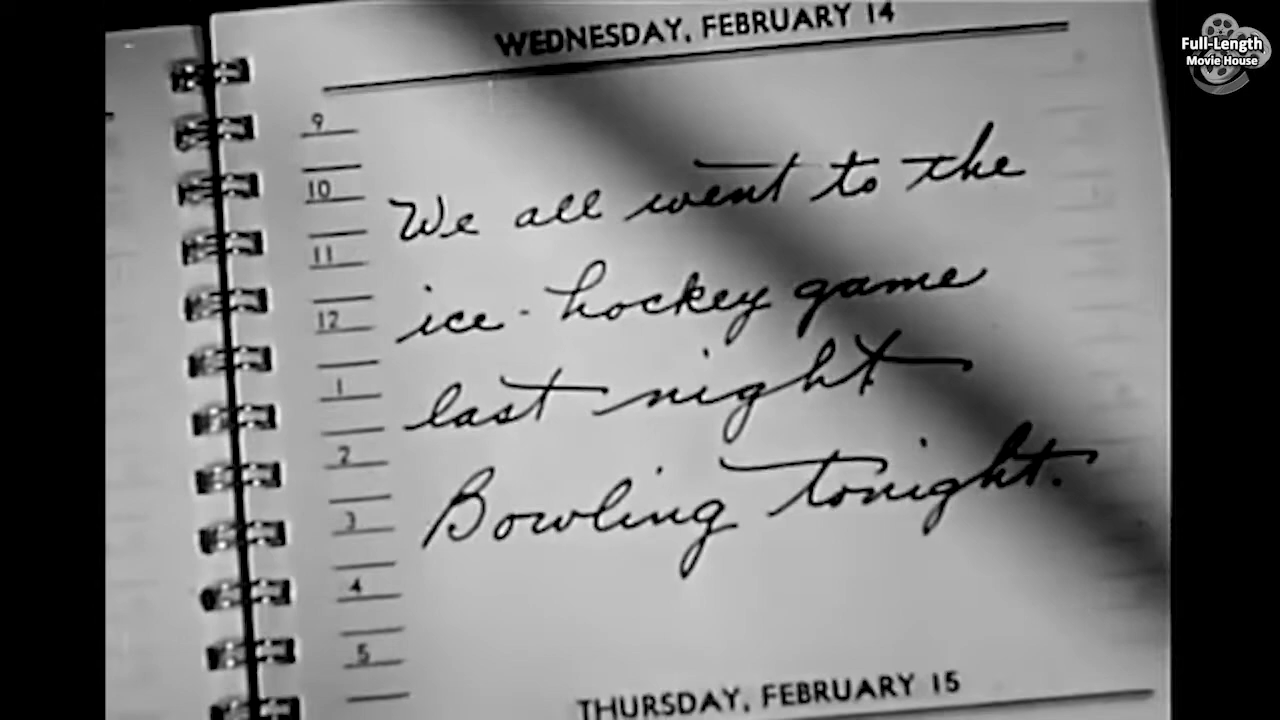 WEDNESDAY, FEBRUARY 14
9
10
11
12
1
2
3
4
5
We all went to the
ice-hockey game
last night
Bowling tonight.
THURSDAY, FEBRUARY 15
Full-Length
Movie House